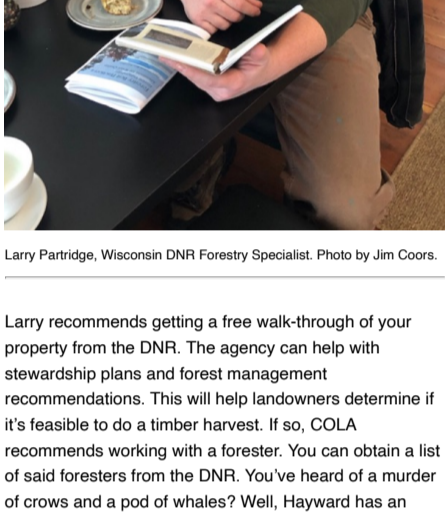 Larry Partridge, Wisconsin DNR Forestry Specialist. Photo by Jim Coors.
Larry recommends getting a free walk-through of your
property from the DNR. The agency can help with
stewardship plans and forest management
recommendations. This will help landowners determine if
it's feasible to do a timber harvest. If so, COLA
recommends working with a forester. You can obtain a list
of said foresters from the DNR. You've heard of a murder
of crows and a pod of whales? Well, Hayward has an